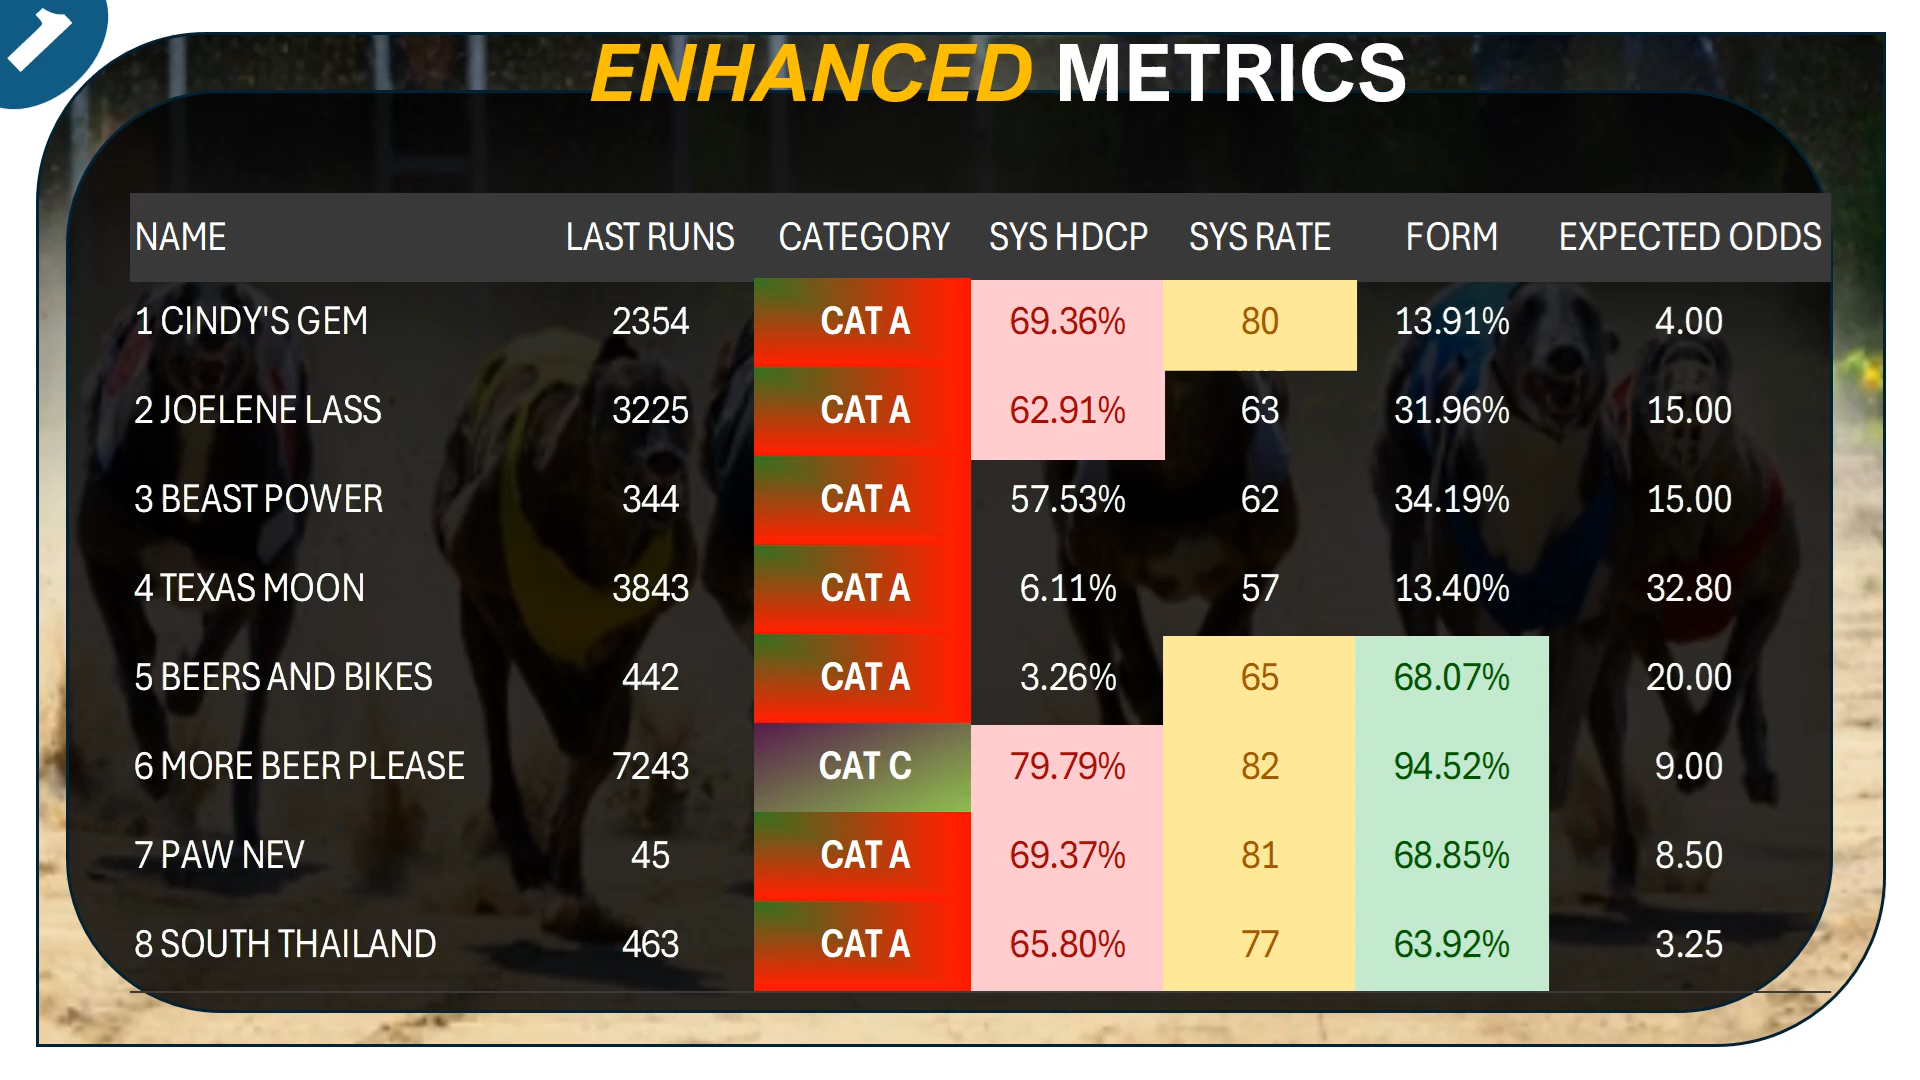 1
ENHANCED METRICS
NAME LAST RUNS CATEGORY SYS HDCP SYS RATE FORM EXPECTED ODDS
1 CINDY'S GEM 2354 CAT A 69.36% 80 13.91% 4.00
2 JOELENE LASS 3225 CAT A 62.91% 63 31.96% 15.00
3 BEAST POWER 344 CAT A 57.53% 62 34.19% 15.00
4 TEXAS MOON 3843 CAT A 6.11% 57 13.40% 32.80
5 BEERS AND BIKES 442 CAT A 3.26% 65 68.07% 20.00
6 MORE BEER PLEASE 7243 CAT C 79.79% 82 94.52% 9.00
7 PAW NEV 45 CAT A 69.37% 81 68.85% 8.50
8 SOUTH THAILAND 463 CAT A 65.80% 77 63.92% 3.25